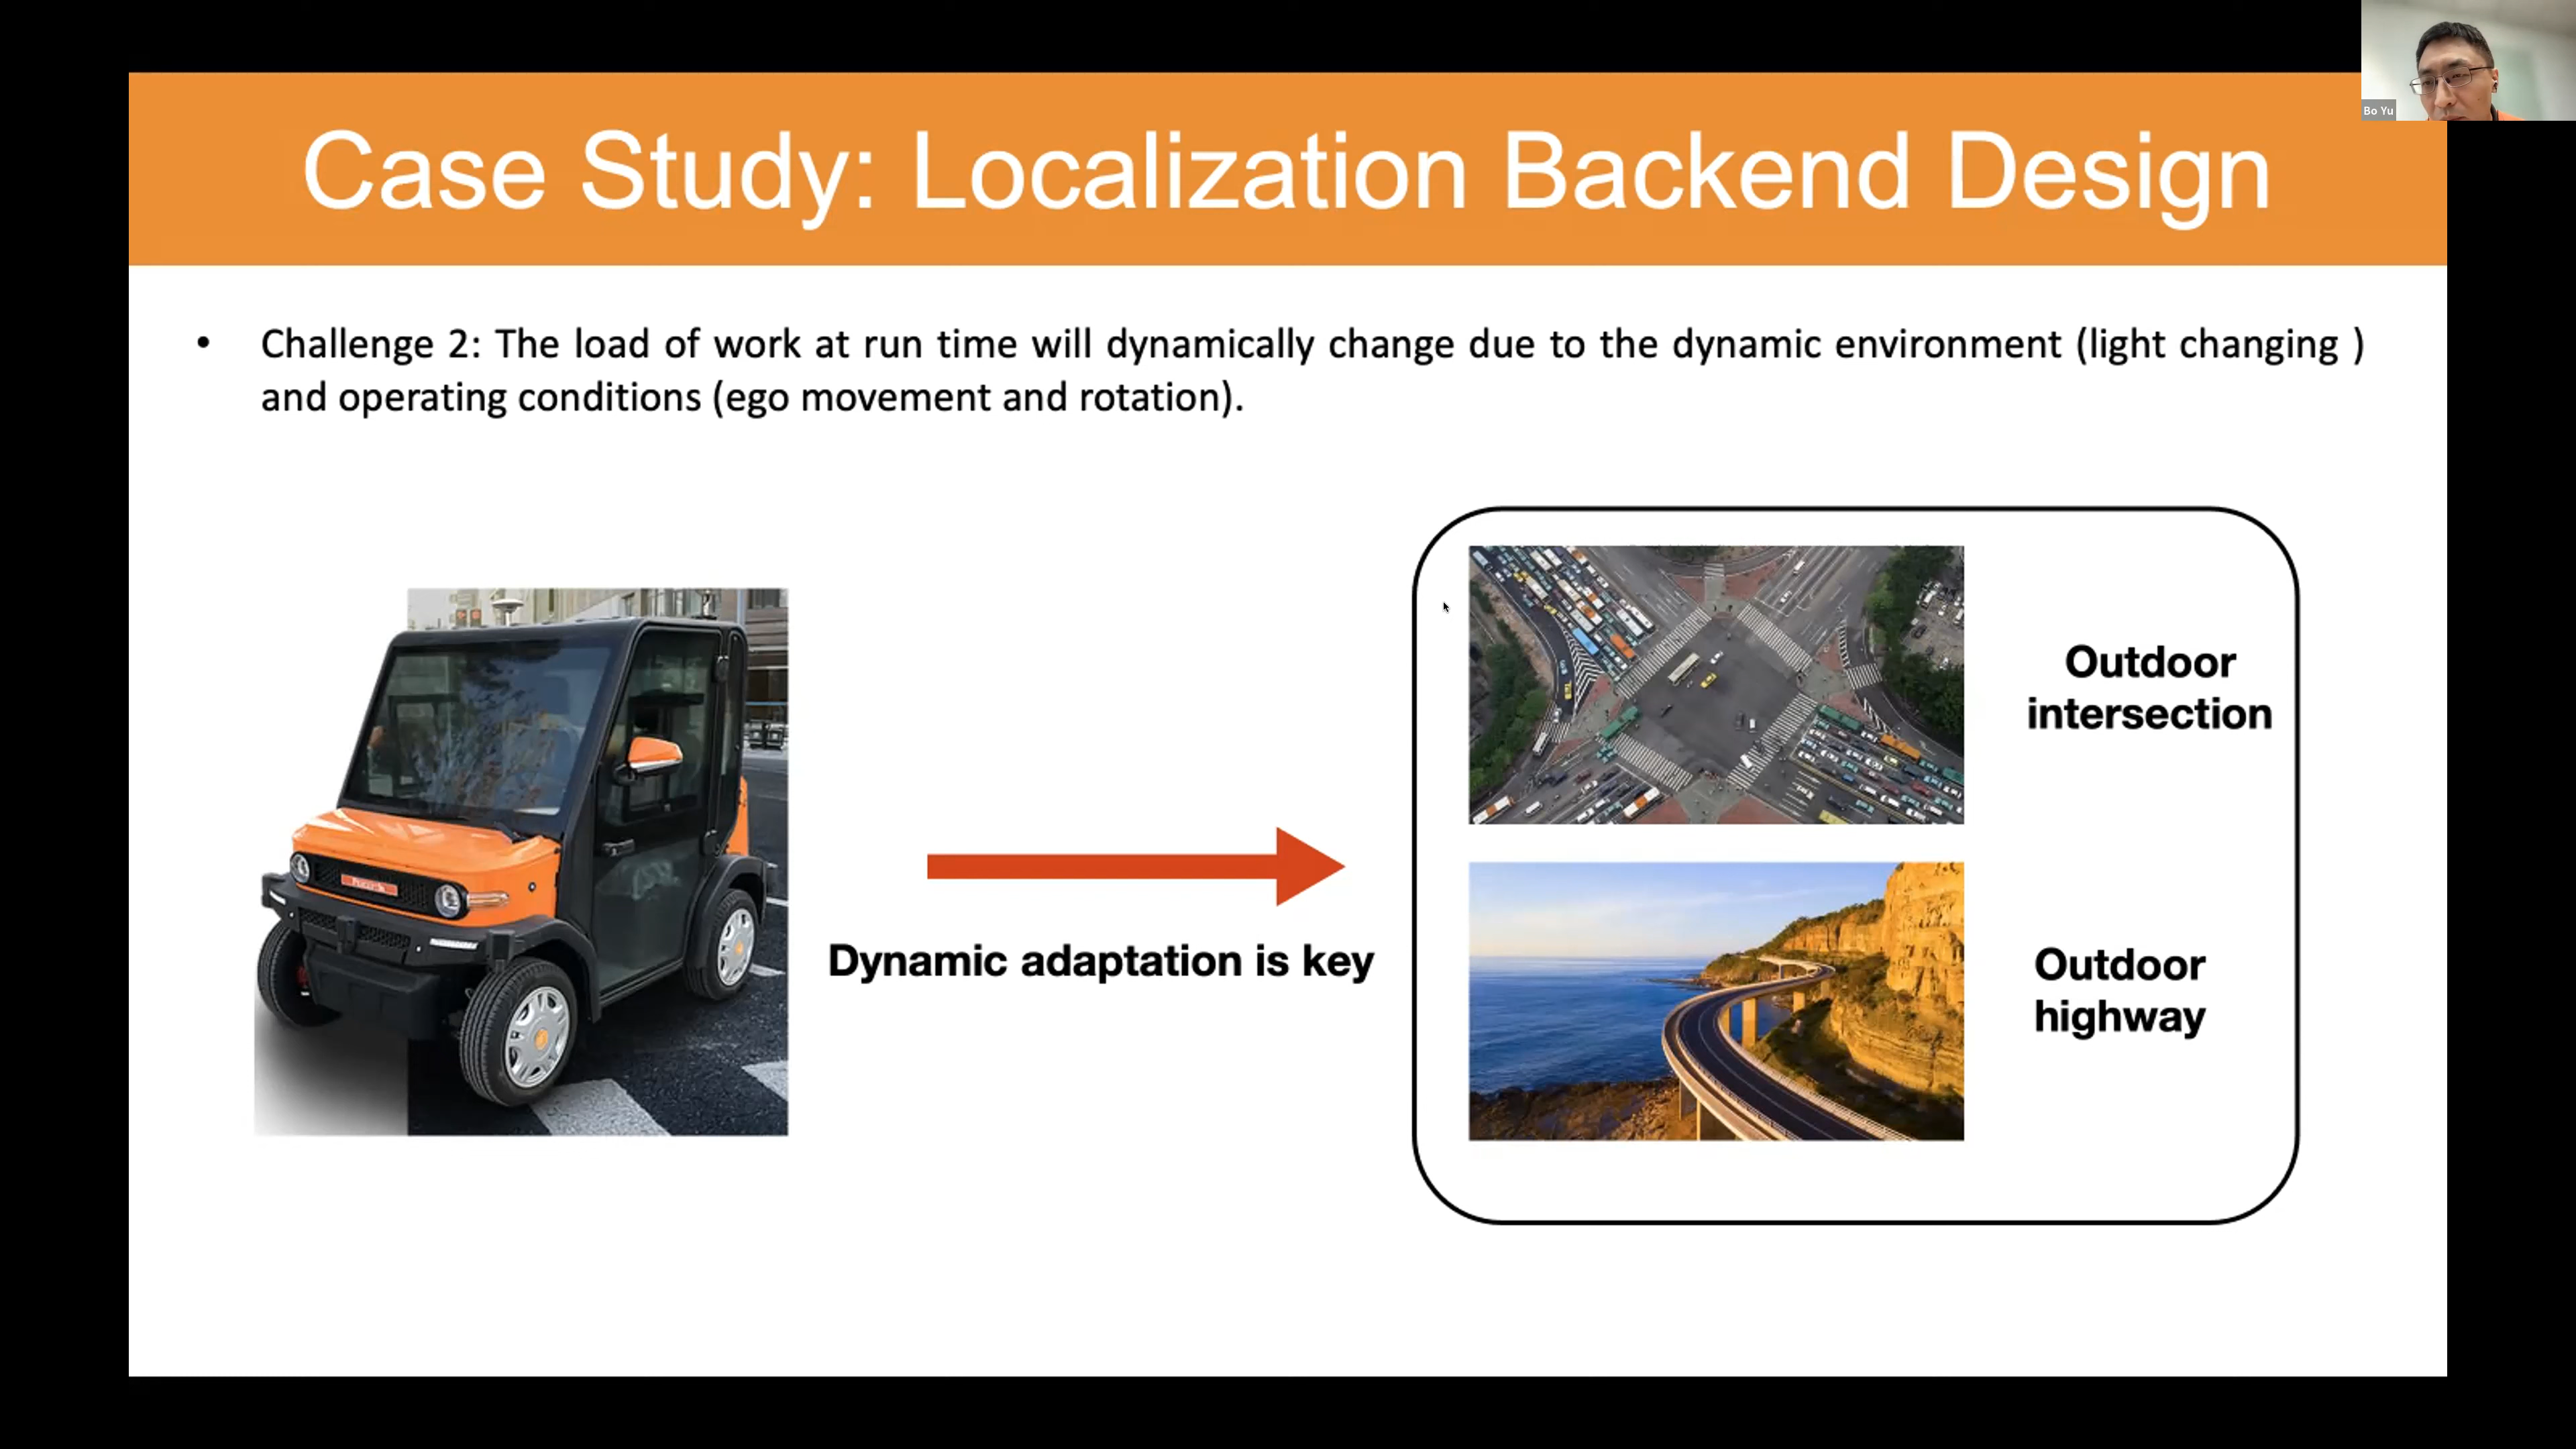 Bo Yu
Case Study: Localization Backend Design
• Challenge 2: The load of work at run time will dynamically change due to the dynamic environment (light changing )
and operating conditions (ego movement and rotation).
Dynamic adaptation is key
Outdoor
intersection
Outdoor
highway